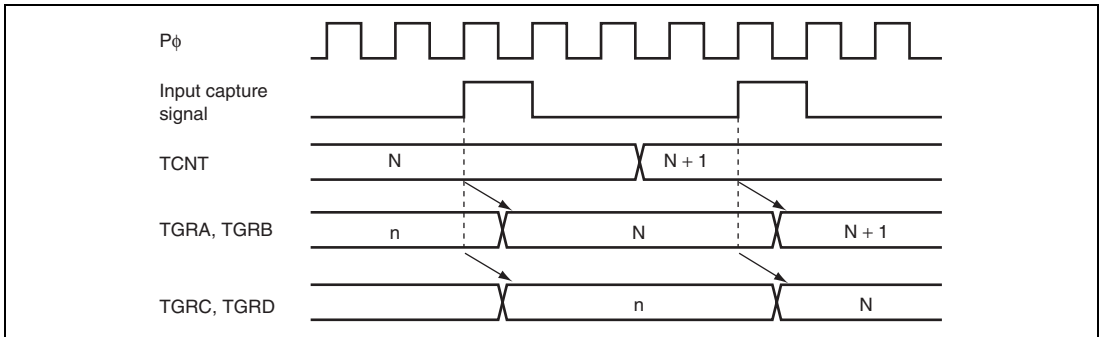 Pϕ
Input capture
signal
TCNT
N
N + 1
TGRA, TGRB
n
N
N + 1
TGRC, TGRD
n
N